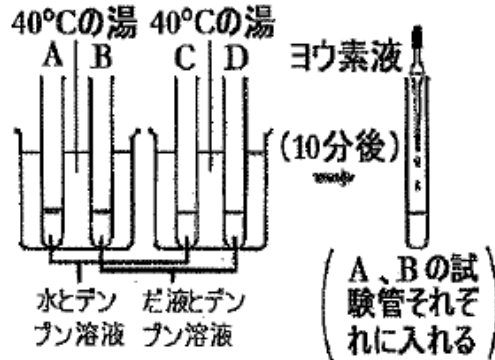 40°Cの湯 40°Cの湯
A B C D
ヨウ素液
(10分後)
水とデン
プン溶液
だ液とデン
プン溶液
A、Bの試
験管それぞ
れに入れる